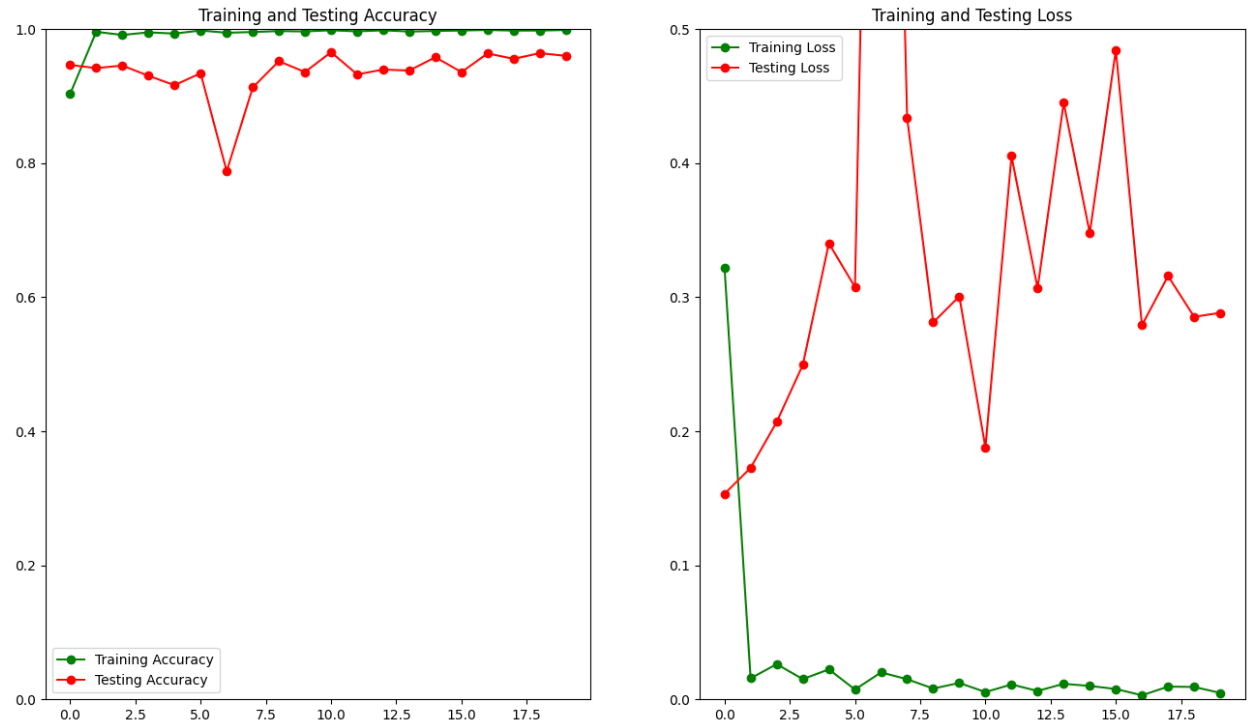 Training and Testing Accuracy
1.0
0.8
0.6
0.4
0.2
0.0
Training Accuracy
Testing Accuracy
0.0 2.5 5.0 7.5 10.0 12.5 15.0 17.5
Training and Testing Loss
0.5
Training Loss
Testing Loss
0.4
0.3
0.2
0.1
0.0
0.0 2.5 5.0 7.5 10.0 12.5 15.0 17.5